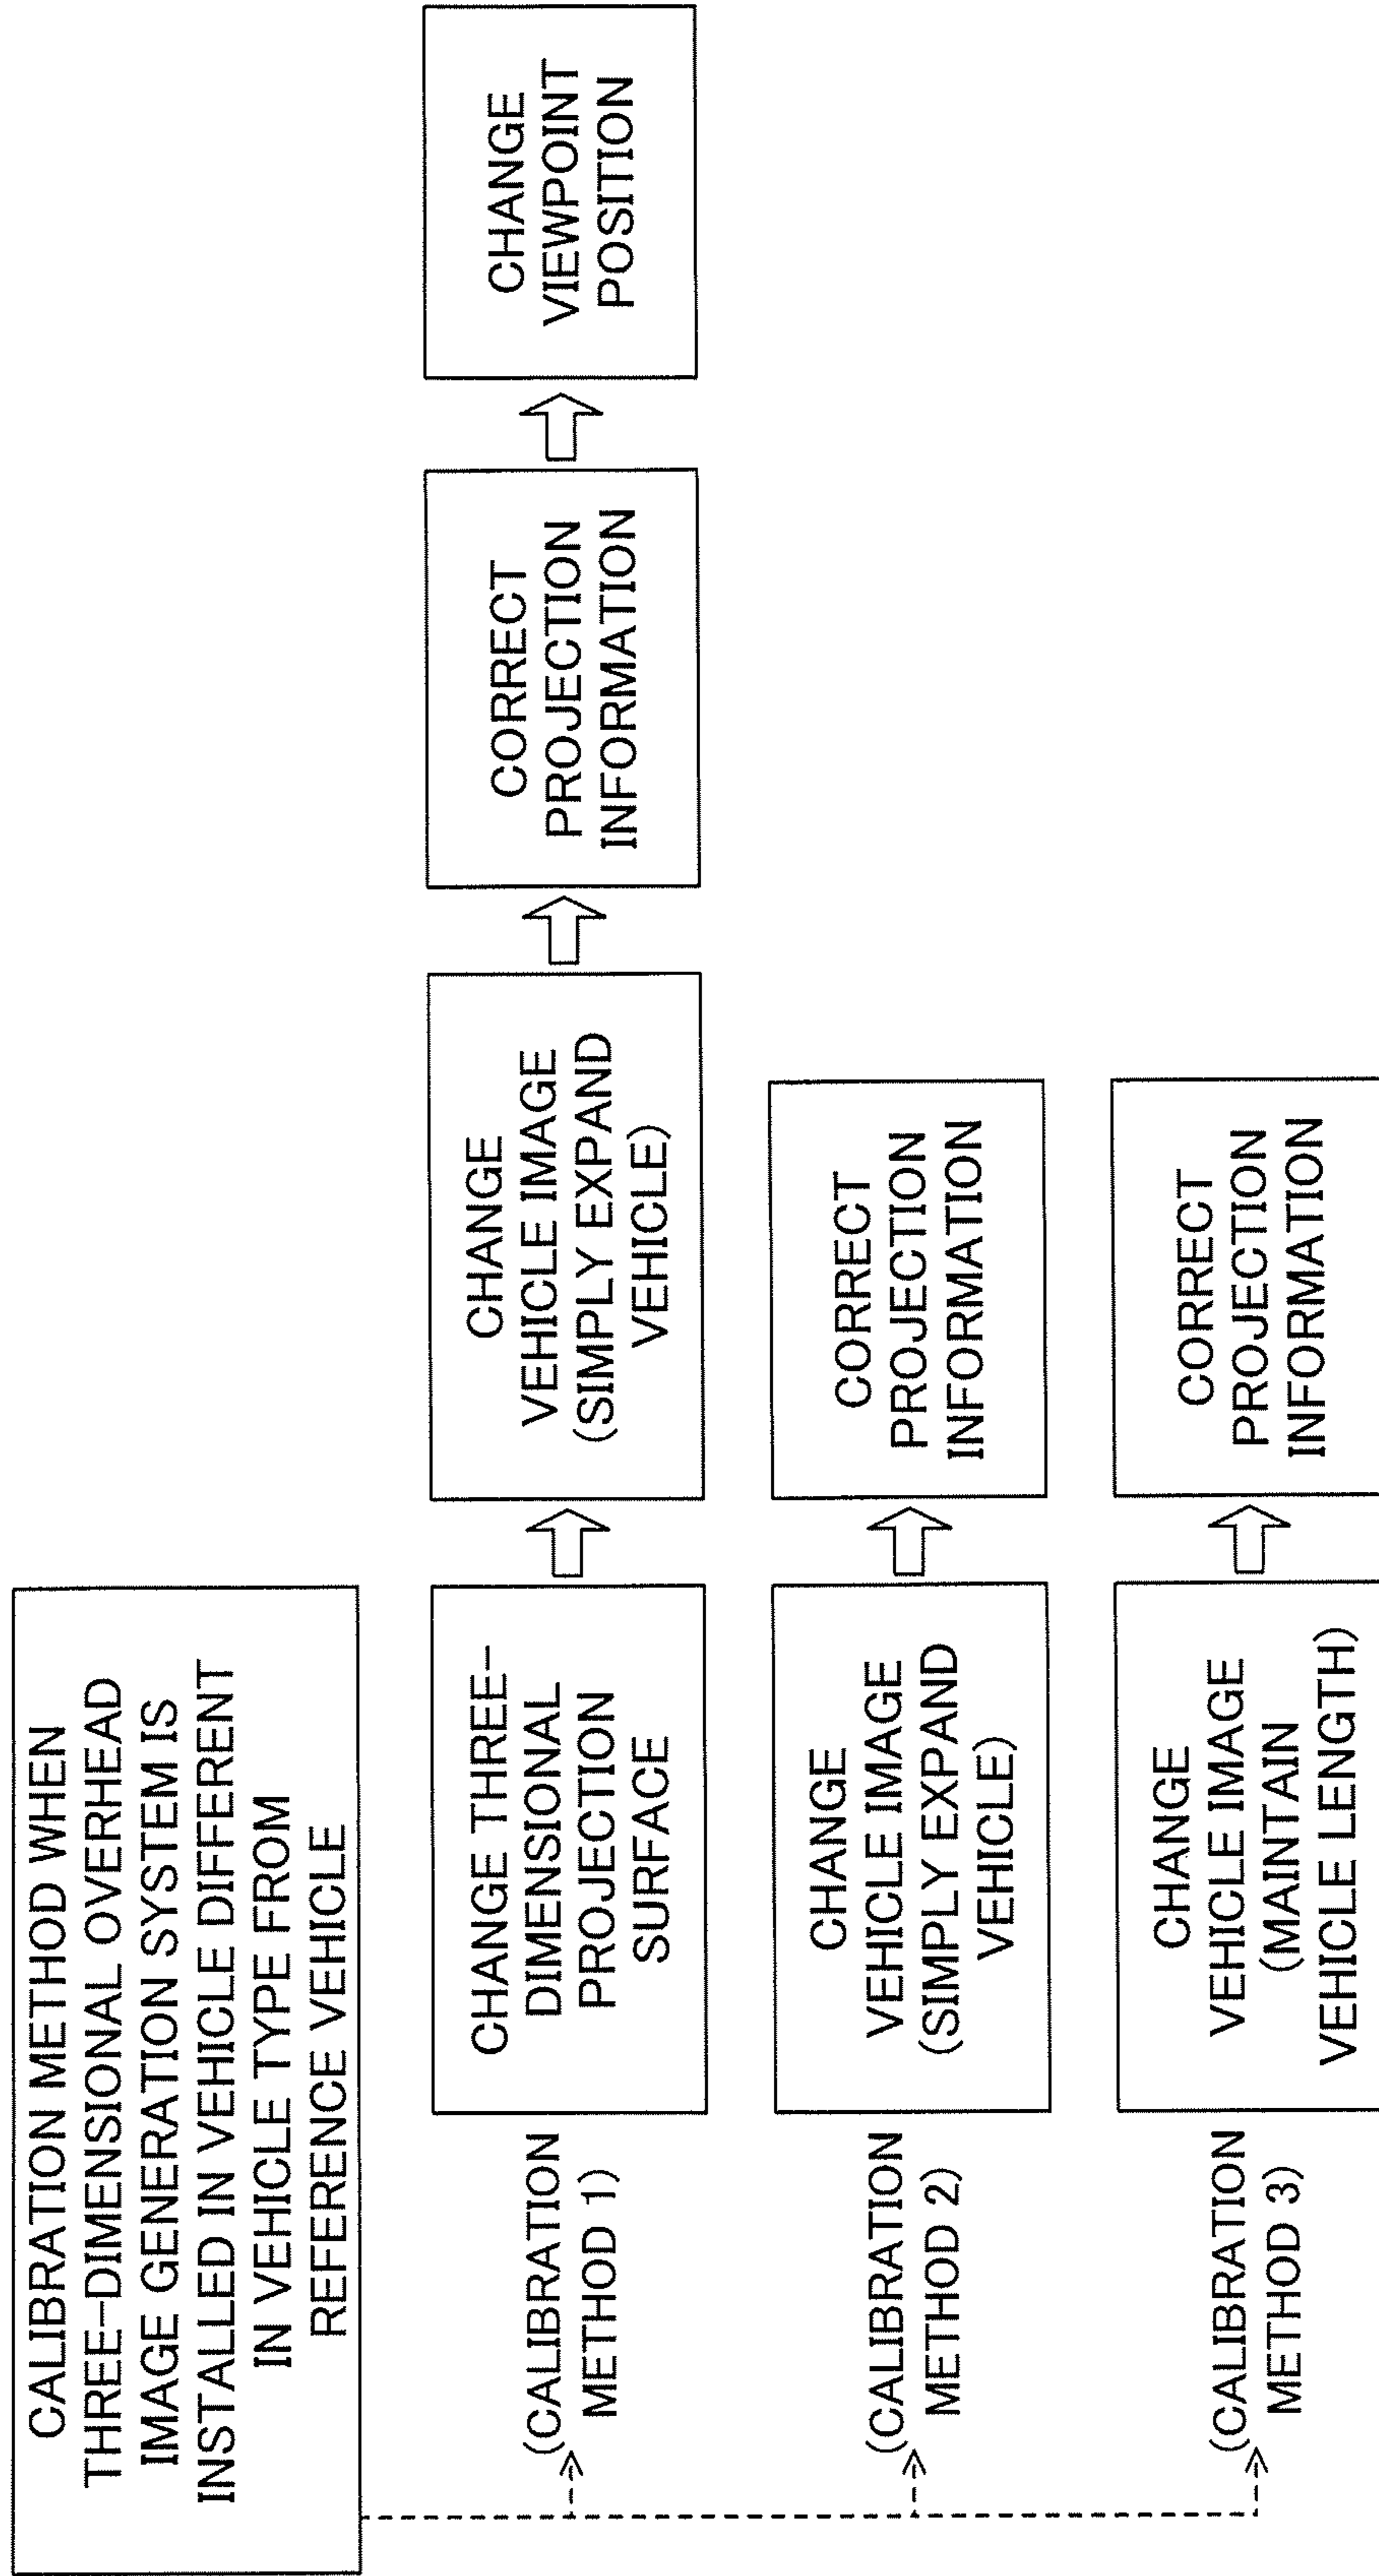 CALIBRATION METHOD WHEN
THREE-DIMENSIONAL OVERHEAD
IMAGE GENERATION SYSTEM IS
INSTALLED IN VEHICLE DIFFERENT
IN VEHICLE TYPE FROM
REFERENCE VEHICLE
(CALIBRATION
METHOD 1)
CHANGE THREE-
DIMENSIONAL
PROJECTION
SURFACE
CHANGE
VEHICLE IMAGE
(SIMPLY EXPAND
VEHICLE)
CORRECT
PROJECTION
INFORMATION
CHANGE
VIEWPOINT
POSITION
(CALIBRATION
METHOD 2)
CHANGE
VEHICLE IMAGE
(SIMPLY EXPAND
VEHICLE)
CORRECT
PROJECTION
INFORMATION
(CALIBRATION
METHOD 3)
CHANGE
VEHICLE IMAGE
(MAINTAIN
VEHICLE LENGTH)
CORRECT
PROJECTION
INFORMATION